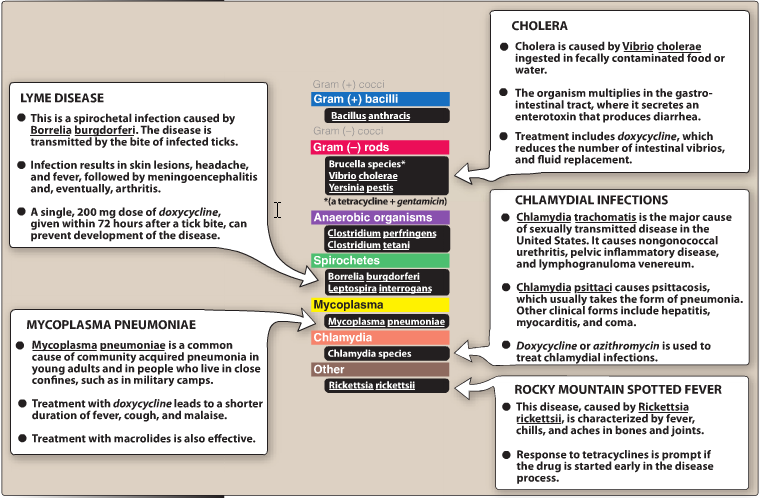 CHOLERA
● Cholera is caused by Vibrio cholerae
ingested in fecally contaminated food or
water.
● The organism multiplies in the gastro-
intestinal tract, where it secretes an
enterotoxin that produces diarrhea.
● Treatment includes doxycycline, which
reduces the number of intestinal vibrios,
and fluid replacement.
LYME DISEASE
● This is a spirochetal infection caused by
Borrelia burgdorferi. The disease is
transmitted by the bite of infected ticks.
● Infection results in skin lesions, headache,
and fever, followed by meningoencephalitis
and, eventually, arthritis.
● A single, 200 mg dose of doxycycline,
given within 72 hours after a tick bite, can
prevent development of the disease.
Gram (+) cocci
Gram (+) bacilli
Bacillus anthracis
Gram (–) cocci
Gram (–) rods
Brucella species*
Vibrio cholerae
Yersinia pestis
*(a tetracycline + gentamicin)
Anaerobic organisms
Clostridium perfringens
Clostridium tetani
Spirochetes
Borrelia burgdorferi
Leptospira interrogans
Mycoplasma
Mycoplasma pneumoniae
Chlamydia
Chlamydia species
Other
Rickettsia rickettsii
CHLAMYDIAL INFECTIONS
● Chlamydia trachomatis is the major cause
of sexually transmitted disease in the
United States. It causes nongonococcal
urethritis, pelvic inflammatory disease,
and lymphogranuloma venereum.
● Chlamydia psittaci causes psittacosis,
which usually takes the form of pneumonia.
Other clinical forms include hepatitis,
myocarditis, and coma.
● Doxycycline or azithromycin is used to
treat chlamydial infections.
MYCOPLASMA PNEUMONIAE
● Mycoplasma pneumoniae is a common
cause of community acquired pneumonia in
young adults and in people who live in close
confines, such as in military camps.
● Treatment with doxycycline leads to a shorter
duration of fever, cough, and malaise.
● Treatment with macrolides is also effective.
ROCKY MOUNTAIN SPOTTED FEVER
● This disease, caused by Rickettsia
rickettsii, is characterized by fever,
chills, and aches in bones and joints.
● Response to tetracyclines is prompt if
the drug is started early in the disease
process.